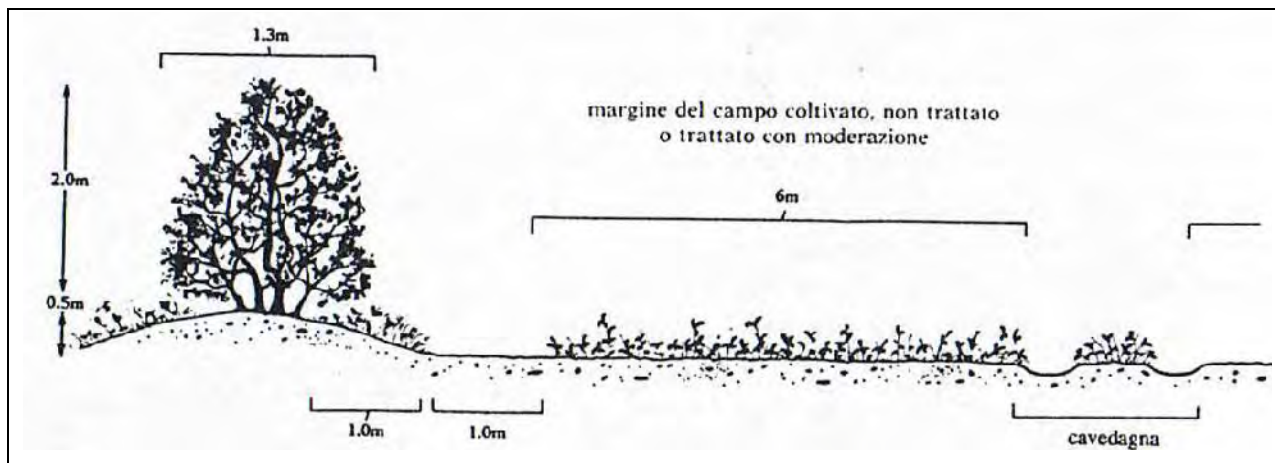 1.3m
margine del campo coltivato, non trattato
o trattato con moderazione
2.0m
6m
0.5m
1.0m
1.0m
cavedagna